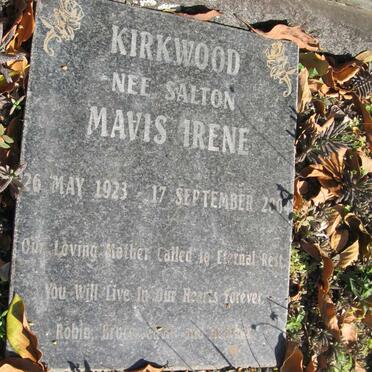 KIRKWOOD
NEE SALTON
MAVIS IRENE
26 MAY 1923 17 SEPTEMBER
Our Loving Mother Called to Eternal Rest
You Will Live In Our Hearts Forever
Robin, and